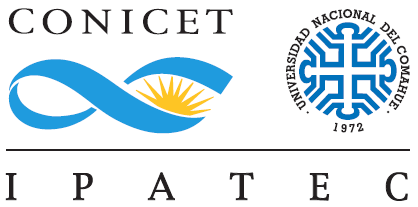 CONICET
· UNIVERSIDAD NACIONAL DEL COMAHUE ·
1972
IPATEC